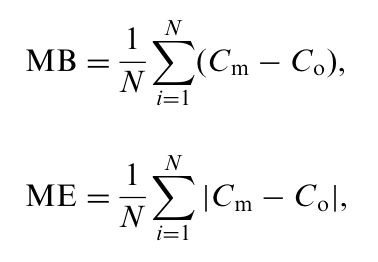 MB = \frac{1}{N} \sum_{i=1}^{N} (C_m − C_o),
ME = \frac{1}{N} \sum_{i=1}^{N} |C_m − C_o|,